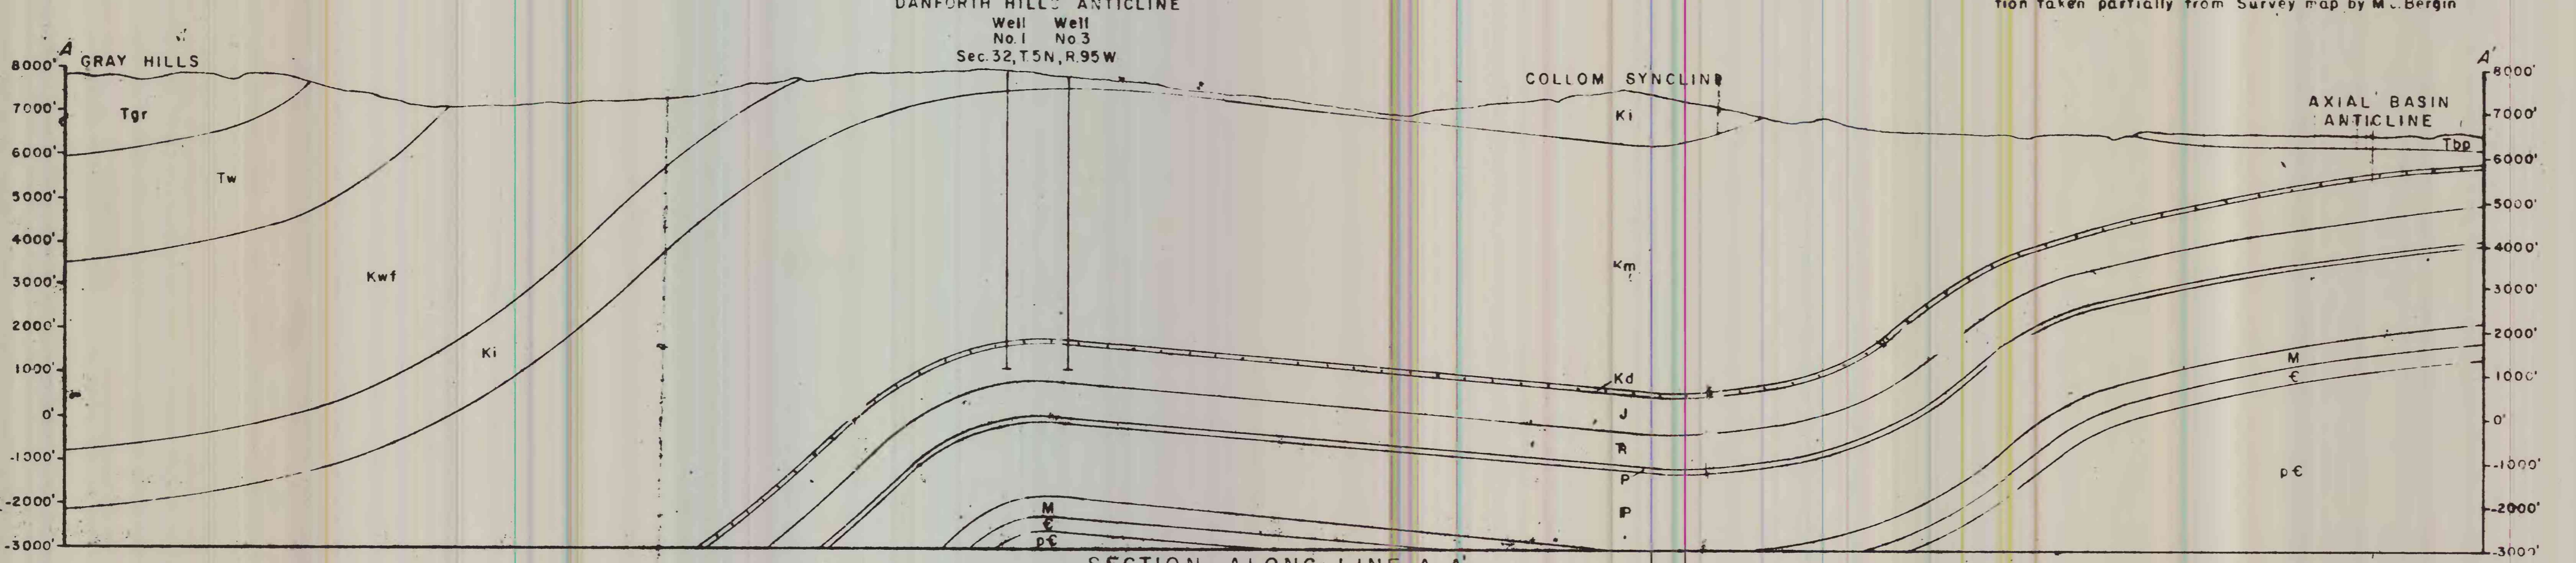 DANFORTH HILLS ANTICLINE
tion taken partially from Survey map by M.J. Bergin
Well Well
No.1 No 3
Sec. 32, T.5N, R.95W
A
A'
GRAY HILLS
COLLOM SYNCLINE
AXIAL BASIN
ANTICLINE
8000'
7000'
6000'
5000'
4000'
3000'
2000'
1000'
0'
-1000'
-2000'
-3000'
Tgr
Tw
Kwf
Ki
Ki
Km
Kd
J
Ꞧ
P
ℙ
M
Є
pЄ
Tbp
M
Є
pЄ
8000'
7000'
6000'
5000'
4000'
3000'
2000'
1000'
0'
-1000'
-2000'
-3000'
SECTION ALONG LINE A-A'